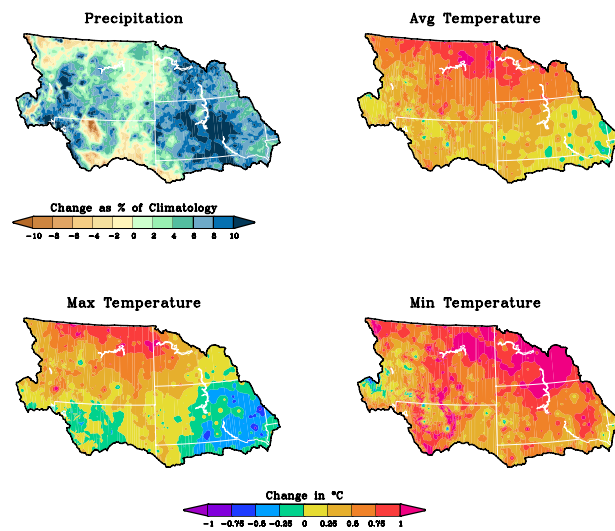 Precipitation
Avg Temperature
Change as % of Climatology
-10 -8 -6 -4 -2 0 2 4 6 8 10
Max Temperature
Min Temperature
Change in °C
-1 -0.75 -0.5 -0.25 0 0.25 0.5 0.75 1